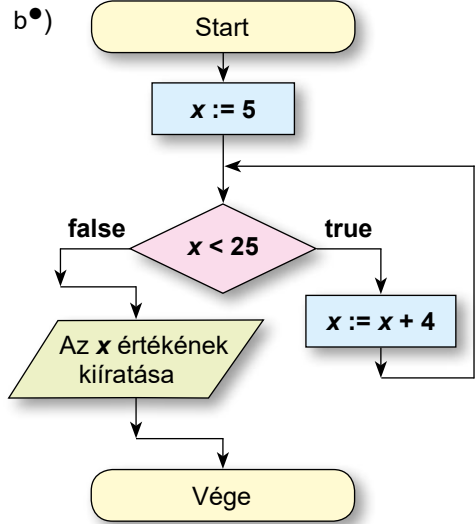 b●)
Start
x := 5
false
true
x < 25
x := x + 4
Az x értékének
kiíratása
Vége